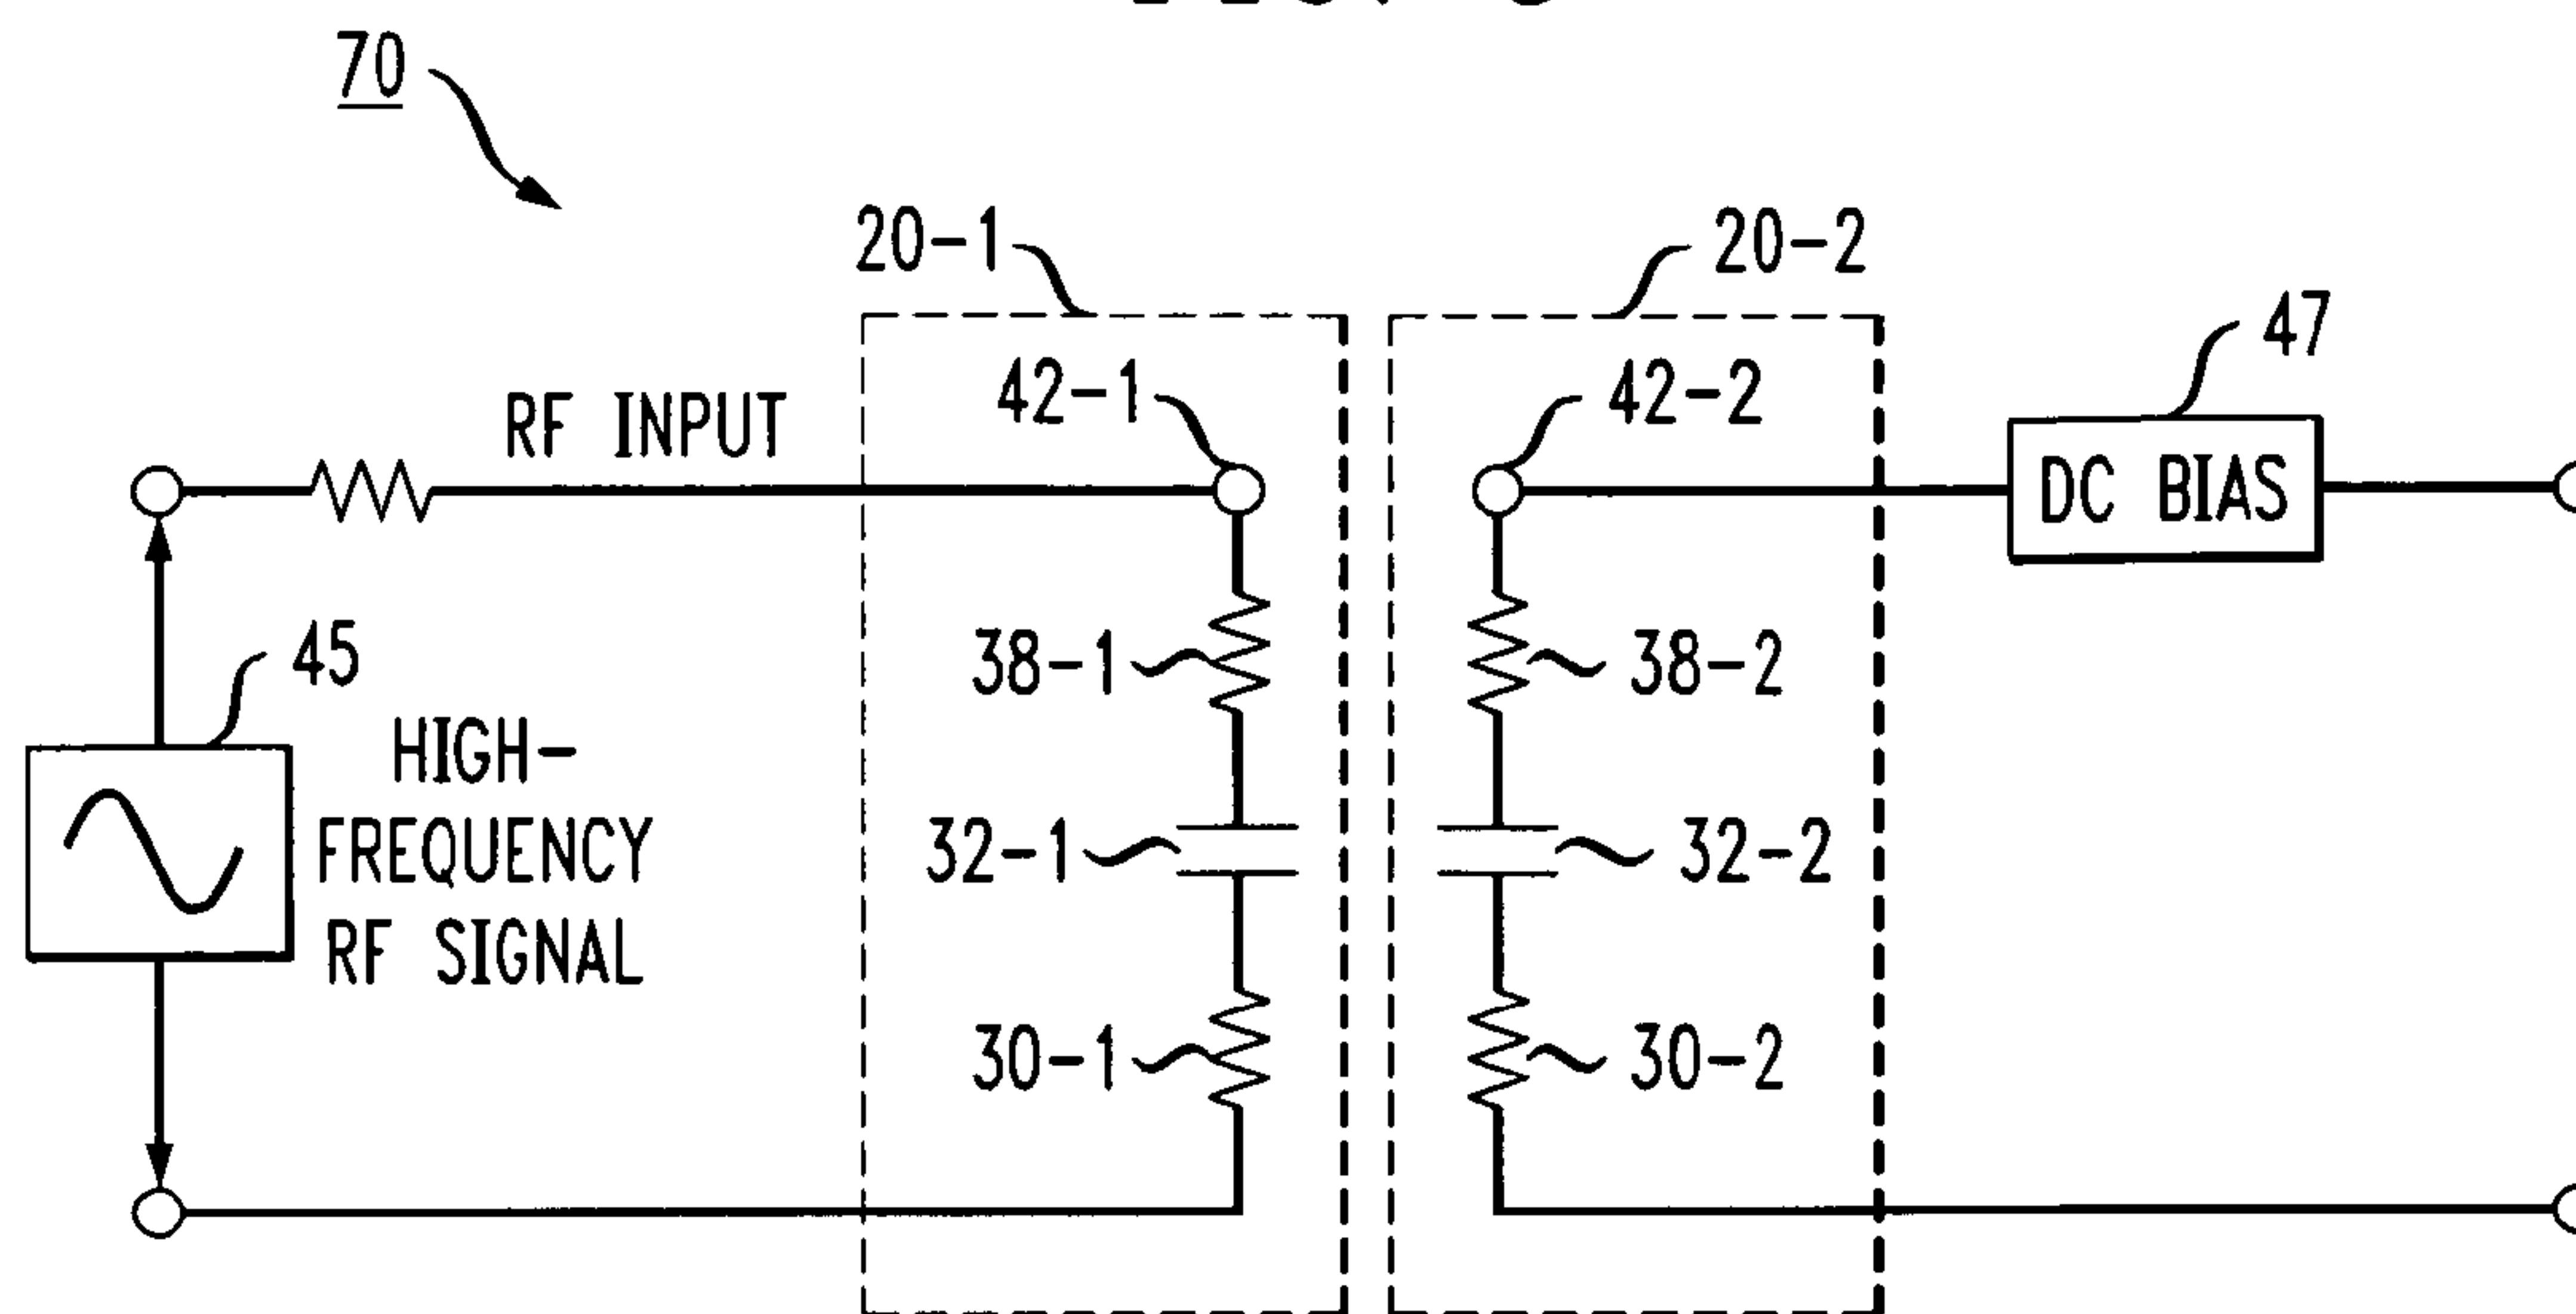 70
20-1
20-2
47
42-1
42-2
RF INPUT
DC BIAS
45
38-1
38-2
HIGH-
FREQUENCY
RF SIGNAL
32-1
32-2
30-1
30-2